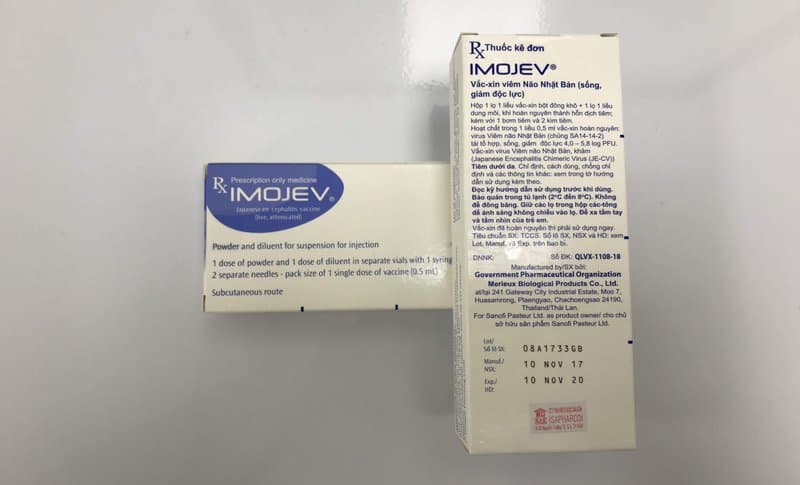 Rx Prescription only medicine
IMOJEV®
Japanese encephalitis vaccine
(live, attenuated)
Powder and diluent for suspension for injection
1 dose of powder and 1 dose of diluent in separate vials with 1 syring
2 separate needles - pack size of 1 single dose of vaccine (0.5 mL)
Subcutaneous route
Rx Thuốc kê đơn
IMOJEV®
Vắc-xin viêm Não Nhật Bản (sống,
giảm độc lực)
Hộp 1 lọ 1 liều vắc-xin bột đông khô + 1 lọ 1 liều
dung môi, khi hoàn nguyên thành hỗn dịch tiêm;
kèm với 1 bơm tiêm và 2 kim tiêm.
Hoạt chất trong 1 liều 0,5 ml vắc-xin hoàn nguyên:
virus Viêm não Nhật Bản (chủng SA14-14-2)
tái tổ hợp, sống, giảm độc lực 4,0 – 5,8 log PFU.
Vắc-xin virus Viêm não Nhật Bản, khảm
(Japanese Encephalitis Chimeric Virus (JE-CV))
Tiêm dưới da. Chỉ định, cách dùng, chống chỉ
định và các thông tin khác: xem trong tờ hướng
dẫn sử dụng kèm theo.
Đọc kỹ hướng dẫn sử dụng trước khi dùng.
Bảo quản trong tủ lạnh (2°C đến 8°C). Không
để đông băng. Giữ các lọ trong hộp các-tông
để ánh sáng không chiếu vào lọ. Để xa tầm tay
và tầm nhìn của trẻ em.
Vắc-xin đã hoàn nguyên thì phải sử dụng ngay.
Tiêu chuẩn SX: TCCS. Số lô SX, NSX và HD: xem
Lot, Manuf, và Exp. trên bao bì.
DNNK: Số ĐK: QLVX-1108-18
Manufactured by/SX bởi:
Government Pharmaceutical Organization
Merieux Biological Products Co., Ltd.
at/tại 241 Gateway City Industrial Estate, Moo 7,
Huasamrong, Plaengyao, Chachoengsao 24190,
Thailand/Thái Lan.
For Sanofi Pasteur Ltd. as product owner/ cho chủ
sở hữu sản phẩm Sanofi Pasteur Ltd.
Lot/
Số lô SX: 08A1733GB
Manuf./
NSX: 10 NOV 17
Exp./
HD: 10 NOV 20
(SAPHARCO)